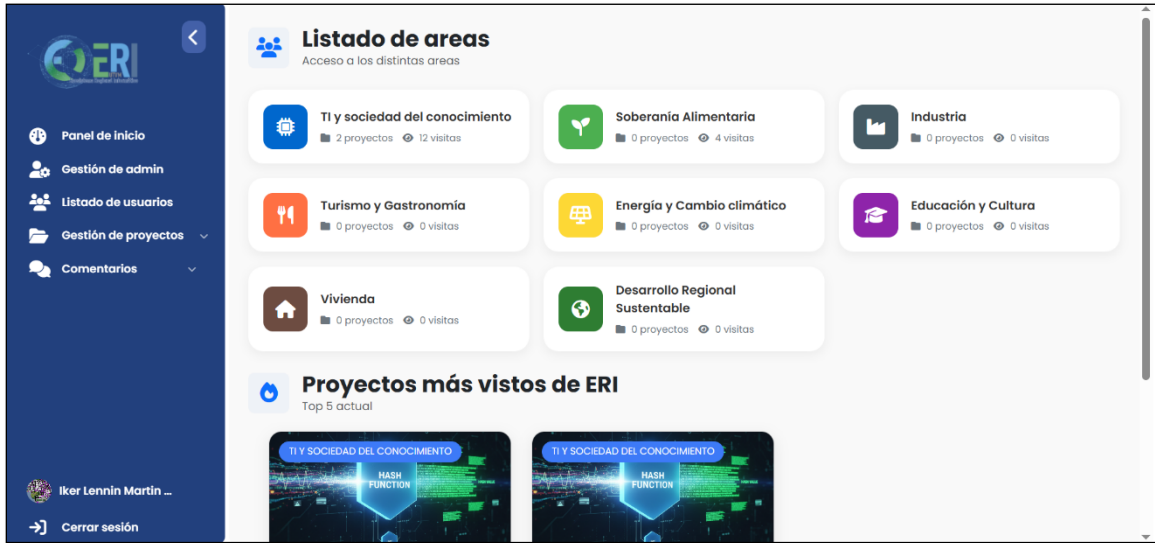 ERI
Panel de inicio
Gestión de admin
Listado de usuarios
Gestión de proyectos
Comentarios
Iker Lennin Martin ...
Cerrar sesión
Listado de areas
Acceso a los distintas areas
TI y sociedad del conocimiento
2 proyectos 12 visitas
Soberanía Alimentaria
0 proyectos 4 visitas
Industria
0 proyectos 0 visitas
Turismo y Gastronomía
0 proyectos 0 visitas
Energía y Cambio climático
0 proyectos 0 visitas
Educación y Cultura
0 proyectos 0 visitas
Vivienda
0 proyectos 0 visitas
Desarrollo Regional
Sustentable
0 proyectos 0 visitas
Proyectos más vistos de ERI
Top 5 actual
TI Y SOCIEDAD DEL CONOCIMIENTO
HASH
FUNCTION
TI Y SOCIEDAD DEL CONOCIMIENTO
HASH
FUNCTION